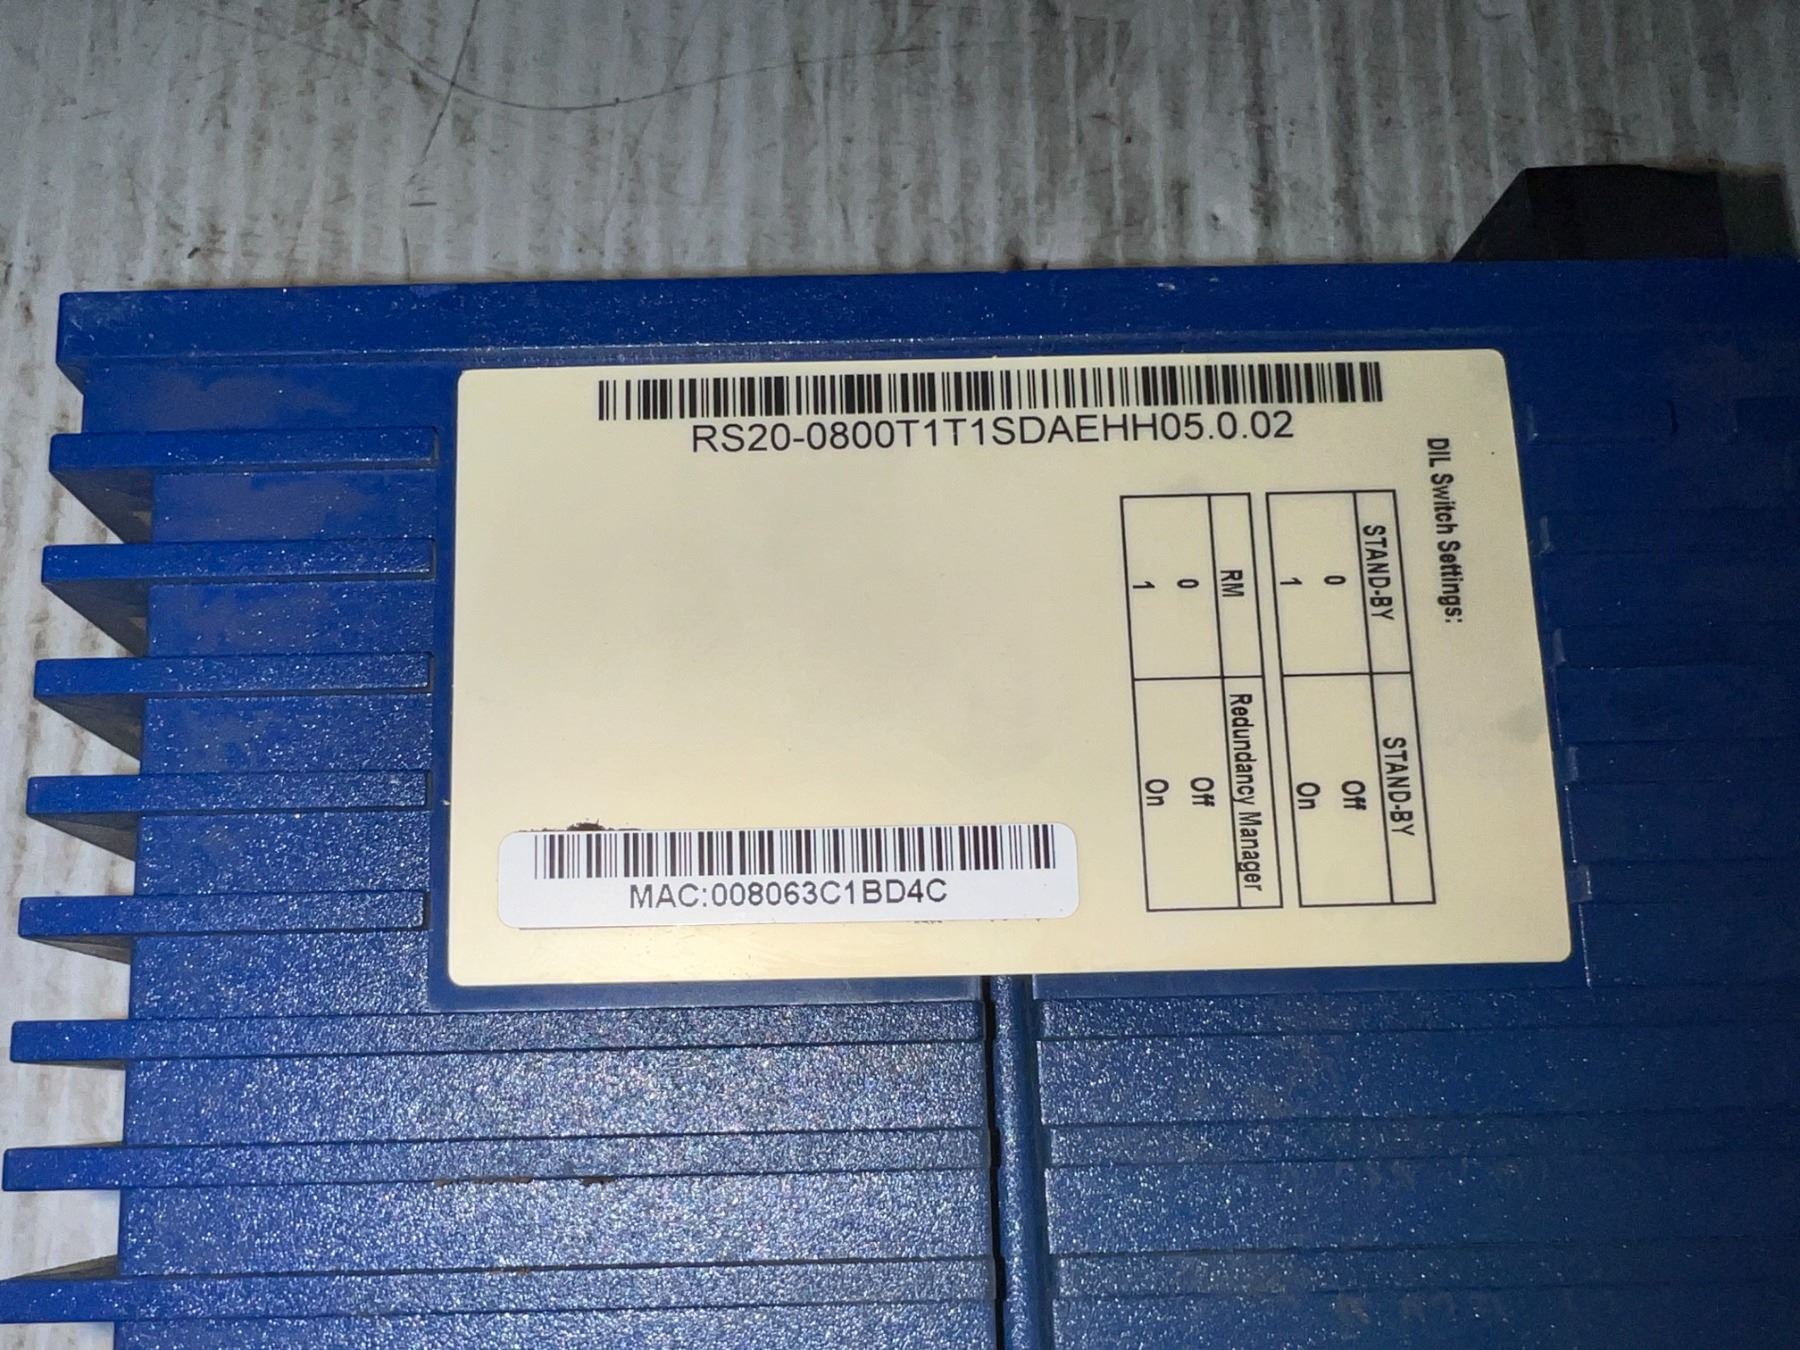 RS20-0800T1T1SDAEHH05.0.02
DIL Switch Settings:
STAND-BY STAND-BY
0 Off
1 On
RM Redundancy Manager
0 Off
1 On
MAC:008063C1BD4C